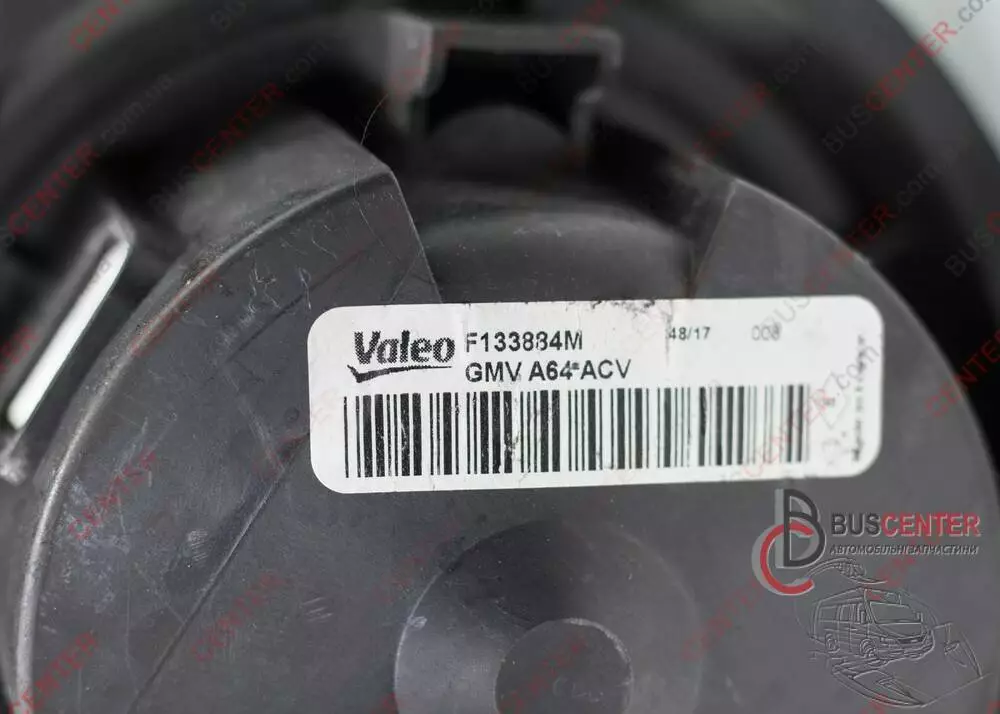 Valeo F133884M 48/17 008
GMV A64-ACV
BUSCENTER
АВТОМОБІЛЬНІ ЗАПЧАСТИНИ